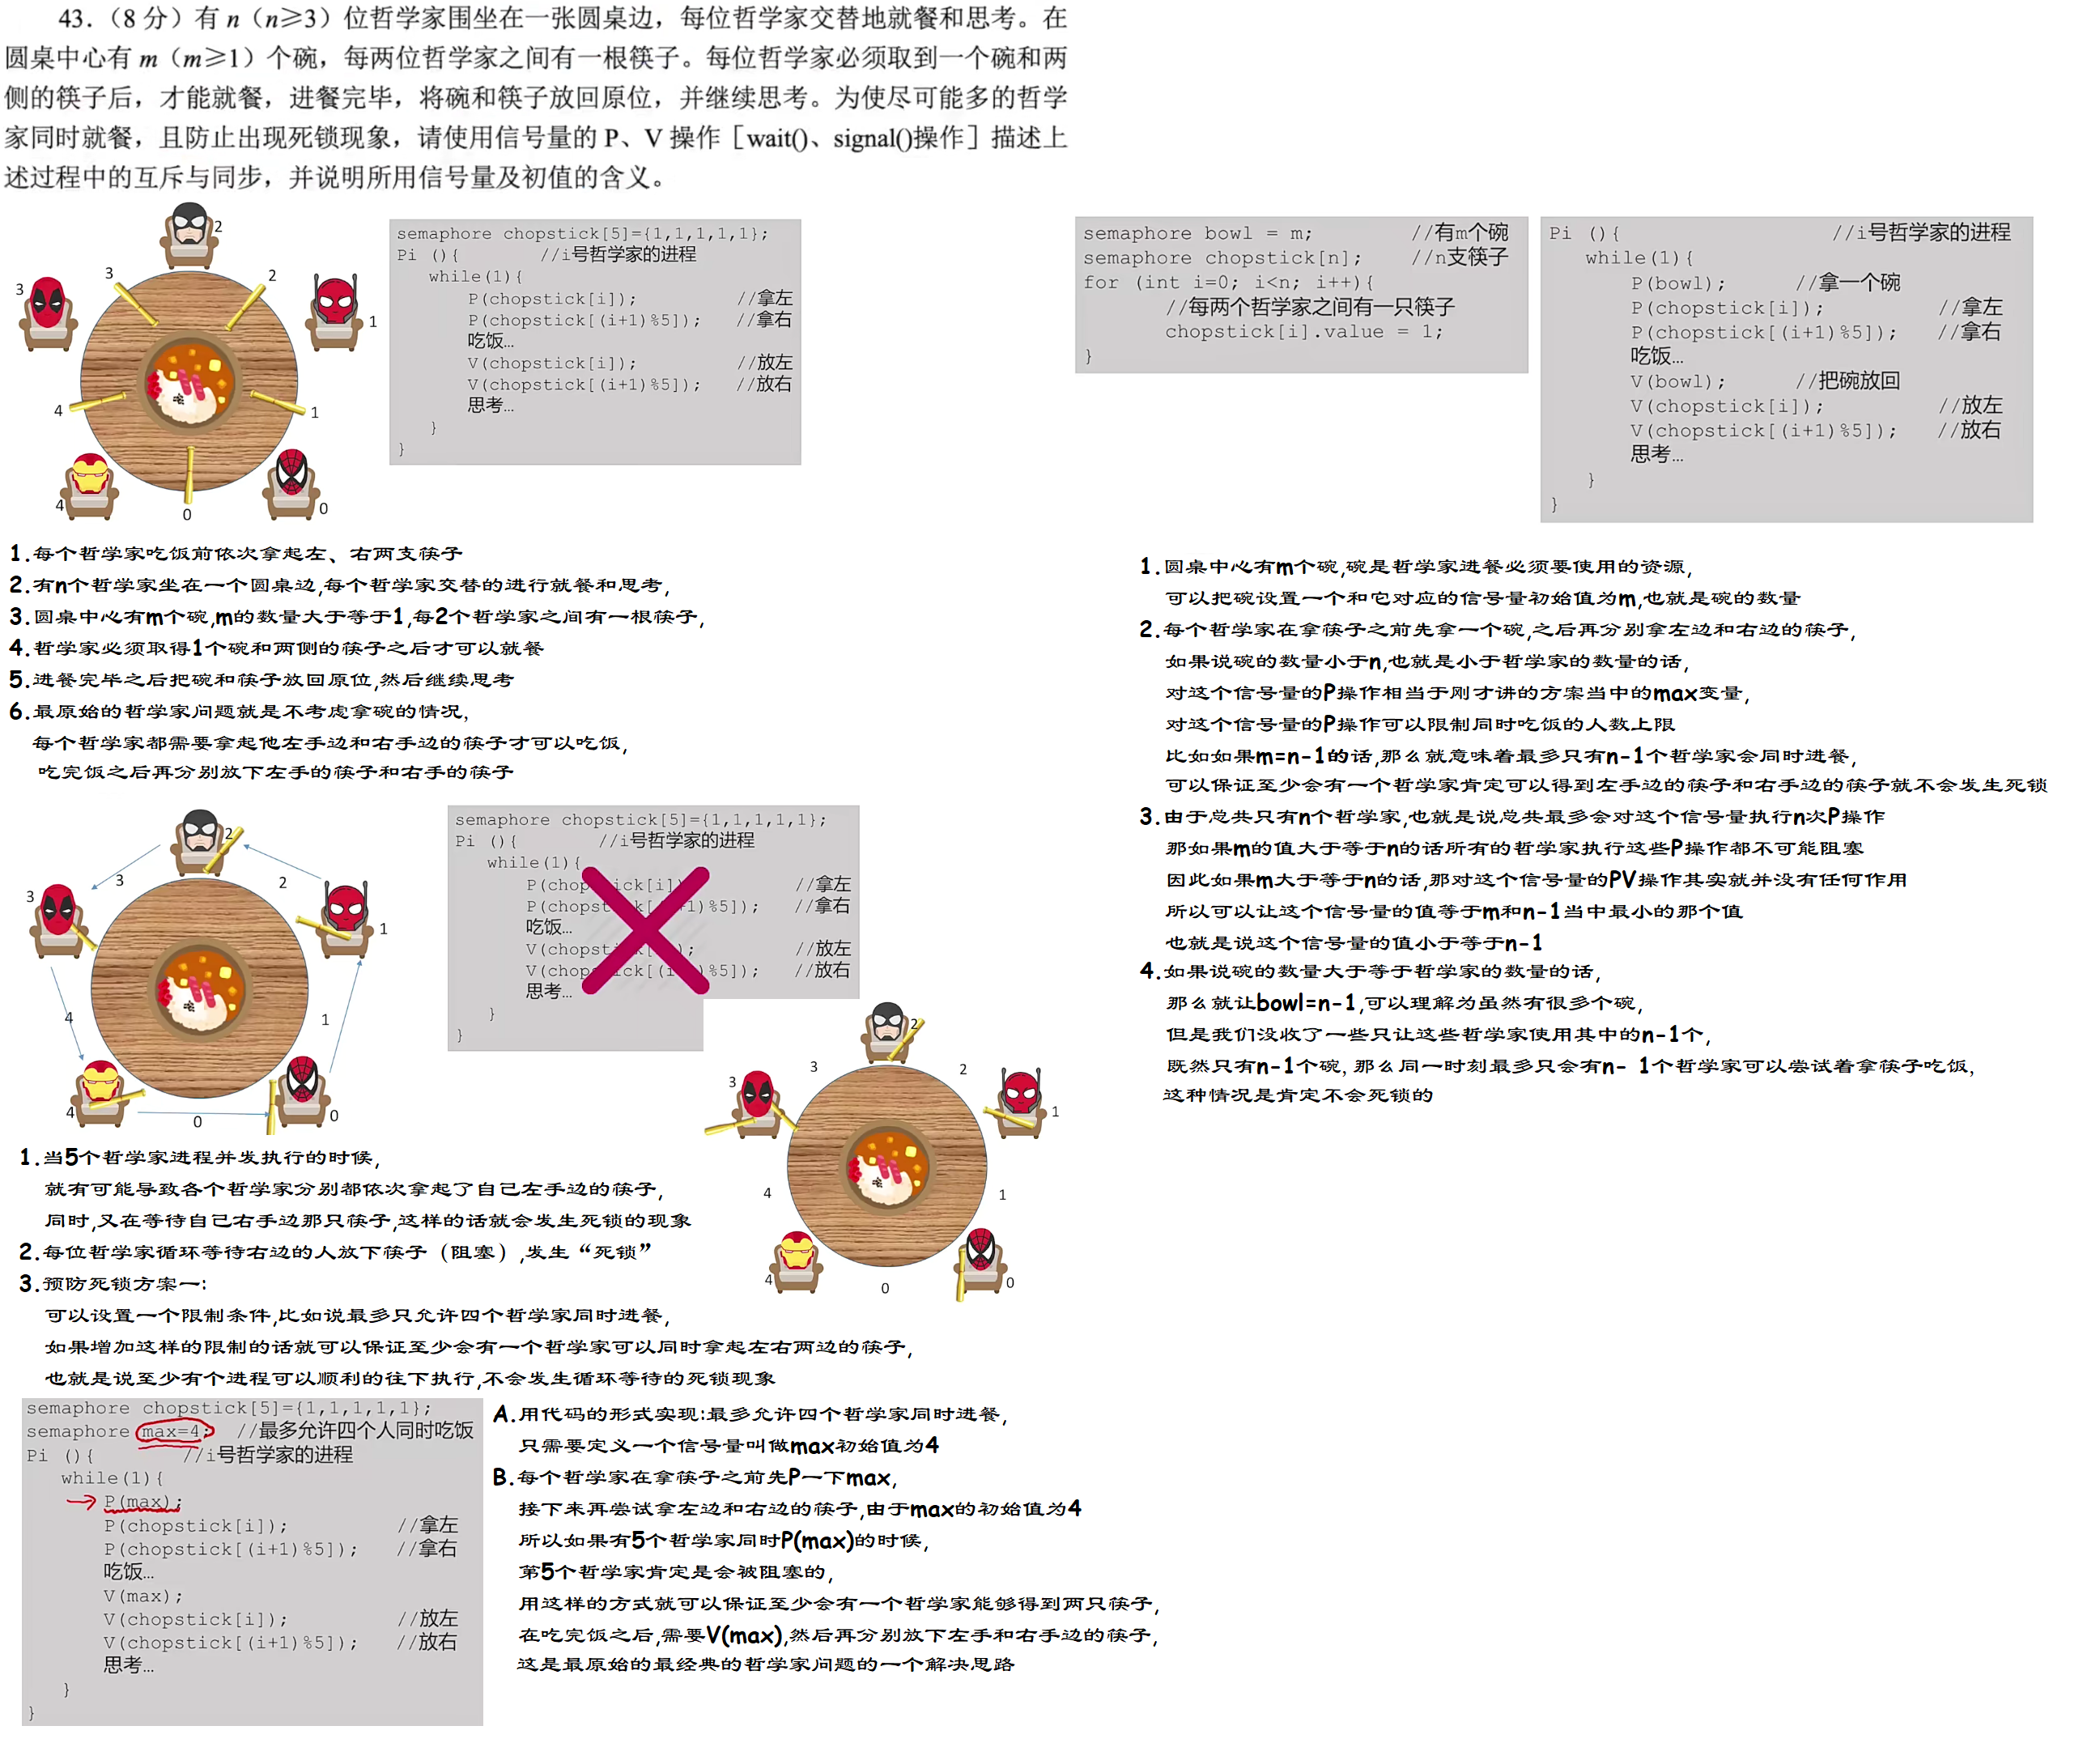 43.（8 分）有 n（n≥3）位哲学家围坐在一张圆桌边，每位哲学家交替地就餐和思考。在
圆桌中心有 m（m≥1）个碗，每两位哲学家之间有一根筷子。每位哲学家必须取到一个碗和两
侧的筷子后，才能就餐，进餐完毕，将碗和筷子放回原位，并继续思考。为使尽可能多的哲学
家同时就餐，且防止出现死锁现象，请使用信号量的 P、V 操作［wait()、signal()操作］描述上
述过程中的互斥与同步，并说明所用信号量及初值的含义。
2
3
2
3
1
4
1
4
0
0
semaphore chopstick[5]={1,1,1,1,1};
Pi (){ //i号哲学家的进程
while(1){
P(chopstick[i]); //拿左
P(chopstick[(i+1)%5]); //拿右
吃饭…
V(chopstick[i]); //放左
V(chopstick[(i+1)%5]); //放右
思考…
}
}
1.每个哲学家吃饭前依次拿起左、右两支筷子
2.有n个哲学家坐在一个圆桌边,每个哲学家交替的进行就餐和思考,
3.圆桌中心有m个碗,m的数量大于等于1,每2个哲学家之间有一根筷子,
4.哲学家必须取得1个碗和两侧的筷子之后才可以就餐
5.进餐完毕之后把碗和筷子放回原位,然后继续思考
6.最原始的哲学家问题就是不考虑拿碗的情况,
每个哲学家都需要拿起他左手边和右手边的筷子才可以吃饭,
吃完饭之后再分别放下左手的筷子和右手的筷子
2
3
2
3
1
4
1
4
0
0
semaphore chopstick[5]={1,1,1,1,1};
Pi (){ //i号哲学家的进程
while(1){
P(chop ick[i] //拿左
P(chopst k[ +1)%5]); //拿右
吃饭…
V(chopst ); //放左
V(chop ck[(i )%5]); //放右
思考…
}
}
2
3
2
3
1
4
1
4
0
0
1.当5个哲学家进程并发执行的时候,
就有可能导致各个哲学家分别都依次拿起了自己左手边的筷子,
同时,又在等待自己右手边那只筷子,这样的话就会发生死锁的现象
2.每位哲学家循环等待右边的人放下筷子（阻塞）,发生“死锁”
3.预防死锁方案一:
可以设置一个限制条件,比如说最多只允许四个哲学家同时进餐,
如果增加这样的限制的话就可以保证至少会有一个哲学家可以同时拿起左右两边的筷子,
也就是说至少有个进程可以顺利的往下执行,不会发生循环等待的死锁现象
semaphore chopstick[5]={1,1,1,1,1};
semaphore max=4; //最多允许四个人同时吃饭
Pi (){ //i号哲学家的进程
while(1){
P(max);
P(chopstick[i]); //拿左
P(chopstick[(i+1)%5]); //拿右
吃饭…
V(max);
V(chopstick[i]); //放左
V(chopstick[(i+1)%5]); //放右
思考…
}
}
A.用代码的形式实现:最多允许四个哲学家同时进餐,
只需要定义一个信号量叫做max初始值为4
B.每个哲学家在拿筷子之前先P一下max,
接下来再尝试拿左边和右边的筷子,由于max的初始值为4
所以如果有5个哲学家同时P(max)的时候,
第5个哲学家肯定是会被阻塞的,
用这样的方式就可以保证至少会有一个哲学家能够得到两只筷子,
在吃完饭之后,需要V(max),然后再分别放下左手和右手边的筷子,
这是最原始的最经典的哲学家问题的一个解决思路
semaphore bowl = m; //有m个碗
semaphore chopstick[n]; //n支筷子
for (int i=0; i<n; i++){
//每两个哲学家之间有一只筷子
chopstick[i].value = 1;
}
Pi (){ //i号哲学家的进程
while(1){
P(bowl); //拿一个碗
P(chopstick[i]); //拿左
P(chopstick[(i+1)%5]); //拿右
吃饭…
V(bowl); //把碗放回
V(chopstick[i]); //放左
V(chopstick[(i+1)%5]); //放右
思考…
}
}
1.圆桌中心有m个碗,碗是哲学家进餐必须要使用的资源,
可以把碗设置一个和它对应的信号量初始值为m,也就是碗的数量
2.每个哲学家在拿筷子之前先拿一个碗,之后再分别拿左边和右边的筷子,
如果说碗的数量小于n,也就是小于哲学家的数量的话,
对这个信号量的P操作相当于刚才讲的方案当中的max变量,
对这个信号量的P操作可以限制同时吃饭的人数上限
比如如果m=n-1的话,那么就意味着最多只有n-1个哲学家会同时进餐,
可以保证至少会有一个哲学家肯定可以得到左手边的筷子和右手边的筷子就不会发生死锁
3.由于总共只有n个哲学家,也就是说总共最多会对这个信号量执行n次P操作
那如果m的值大于等于n的话所有的哲学家执行这些P操作都不可能阻塞
因此如果m大于等于n的话,那对这个信号量的PV操作其实就并没有任何作用
所以可以让这个信号量的值等于m和n-1当中最小的那个值
也就是说这个信号量的值小于等于n-1
4.如果说碗的数量大于等于哲学家的数量的话,
那么就让bowl=n-1,可以理解为虽然有很多个碗,
但是我们没收了一些只让这些哲学家使用其中的n-1个,
既然只有n-1个碗, 那么同一时刻最多只会有n- 1个哲学家可以尝试着拿筷子吃饭,
这种情况是肯定不会死锁的